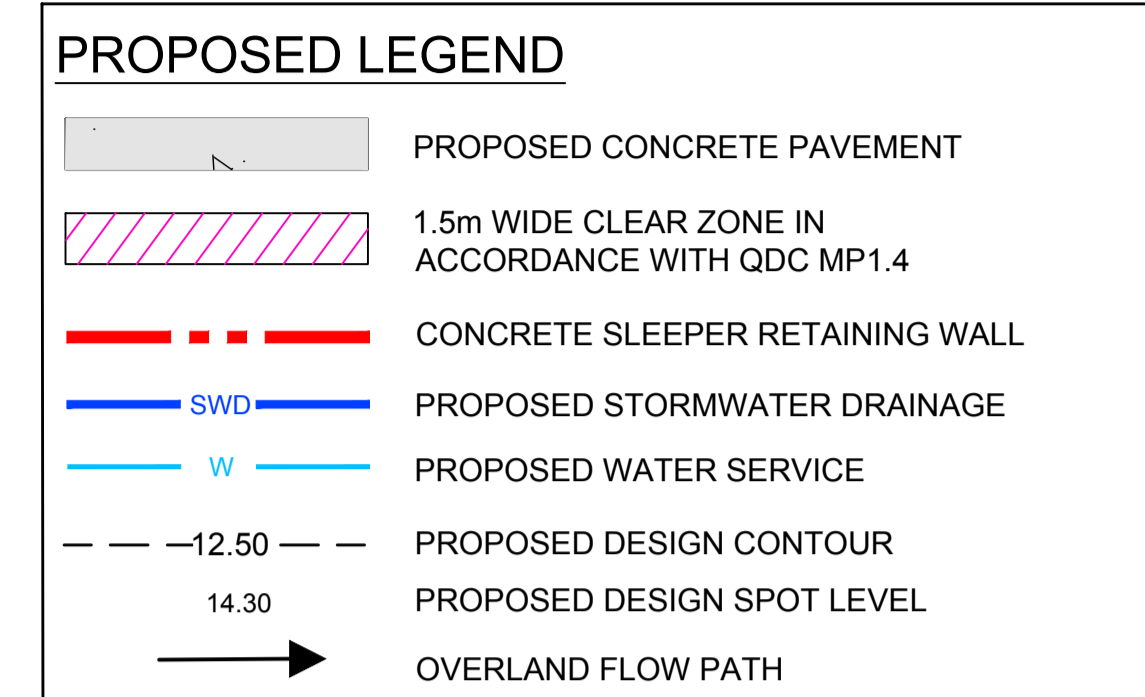 PROPOSED LEGEND
PROPOSED CONCRETE PAVEMENT
1.5m WIDE CLEAR ZONE IN
ACCORDANCE WITH QDC MP1.4
CONCRETE SLEEPER RETAINING WALL
SWD PROPOSED STORMWATER DRAINAGE
W PROPOSED WATER SERVICE
12.50 PROPOSED DESIGN CONTOUR
14.30 PROPOSED DESIGN SPOT LEVEL
OVERLAND FLOW PATH